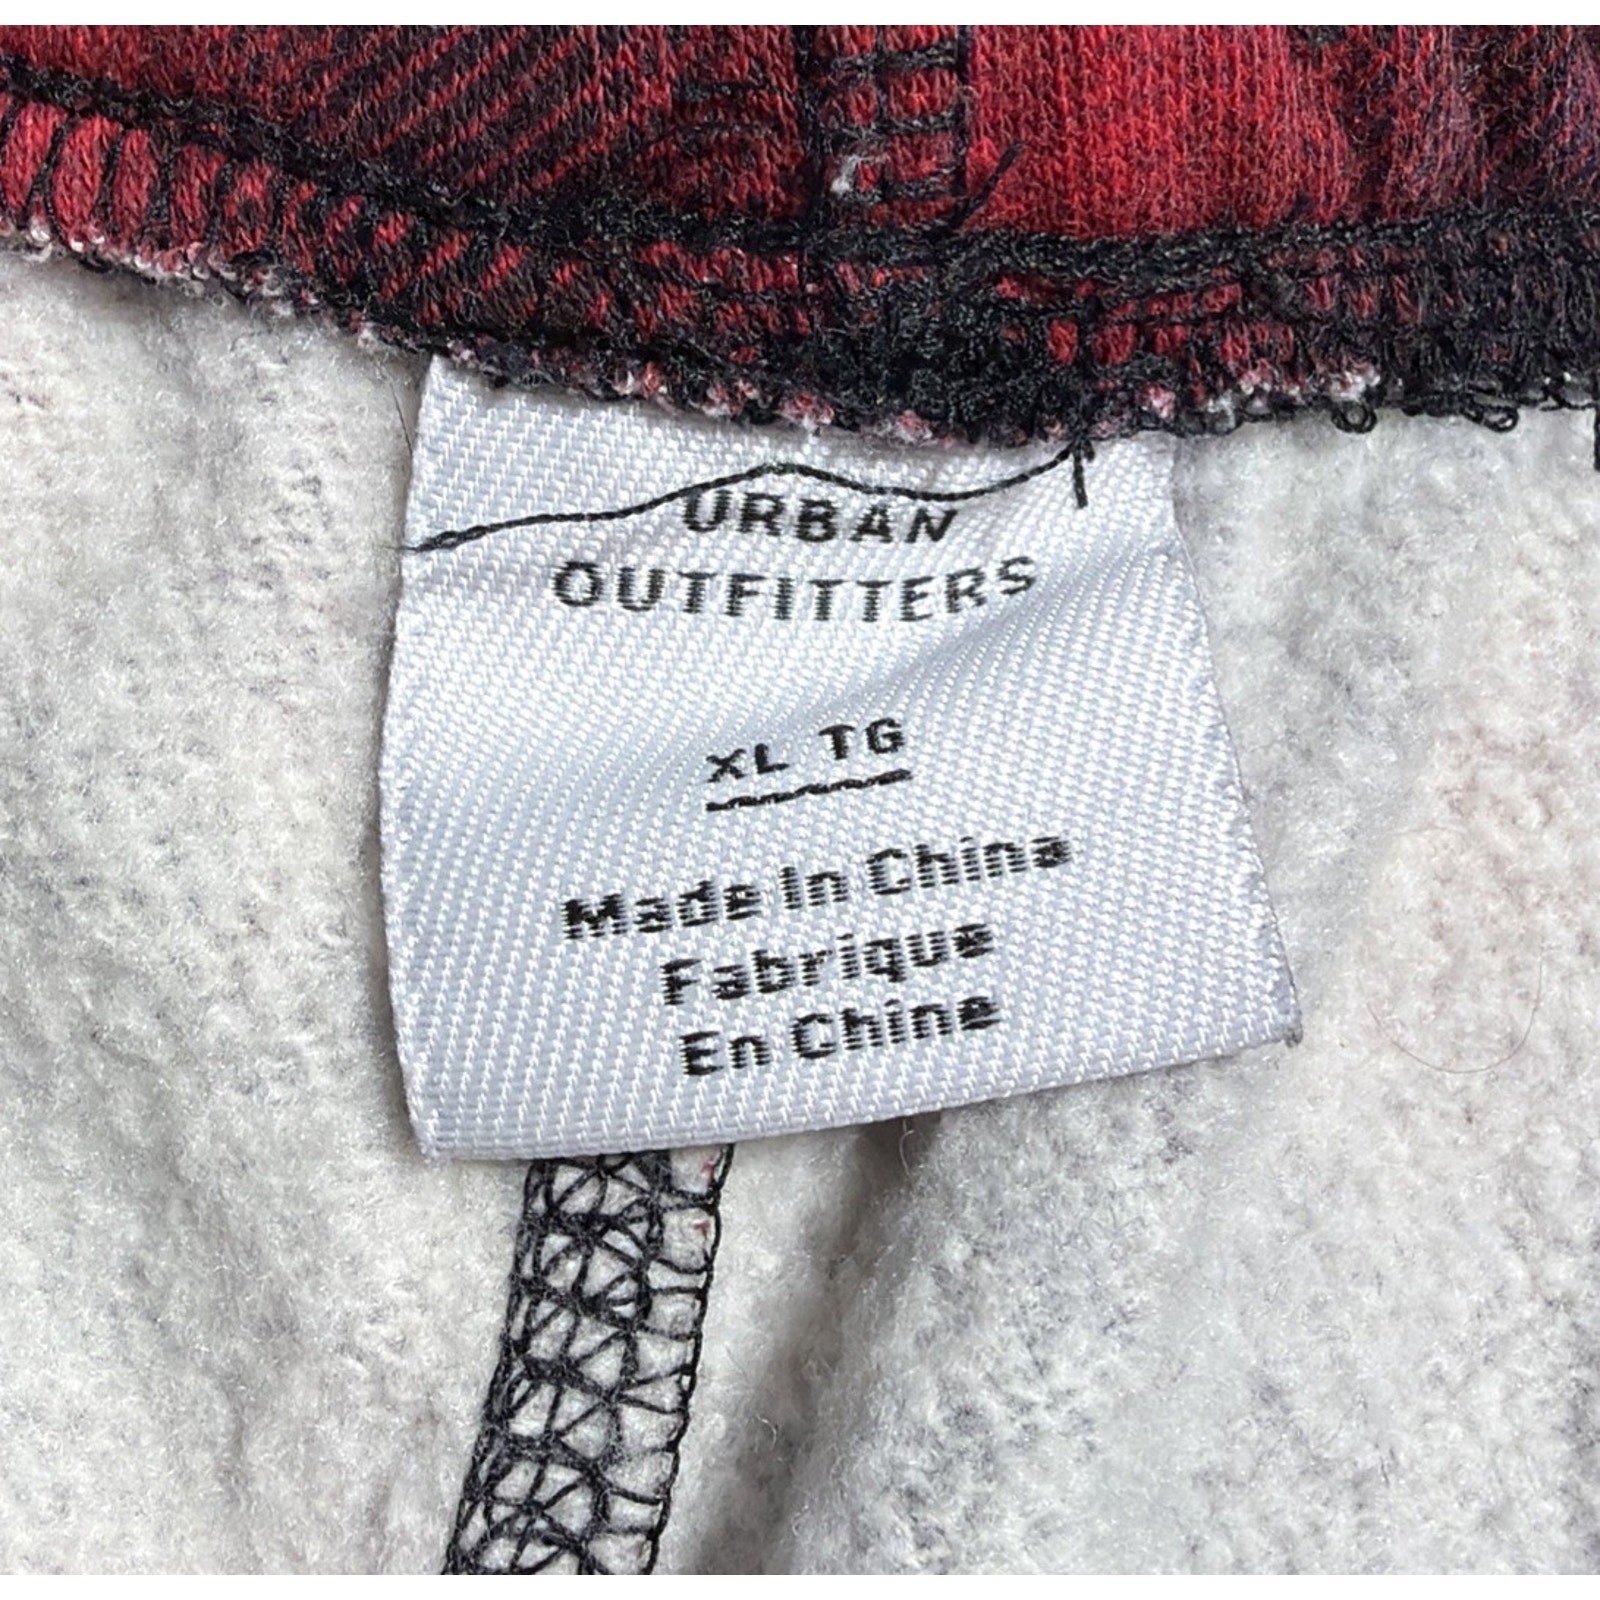 URBAN
OUTFITTERS
XL TG
Made In China
Fabrique
En Chine